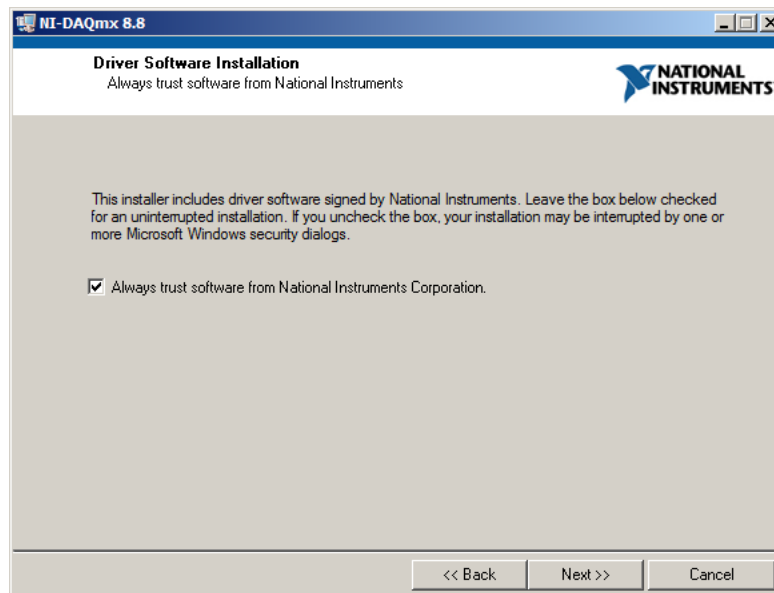 NI-DAQmx 8.8
Driver Software Installation
Always trust software from National Instruments
NATIONAL
INSTRUMENTS
This installer includes driver software signed by National Instruments. Leave the box below checked
for an uninterrupted installation. If you uncheck the box, your installation may be interrupted by one or
more Microsoft Windows security dialogs.
Always trust software from National Instruments Corporation.
<< Back
Next >>
Cancel